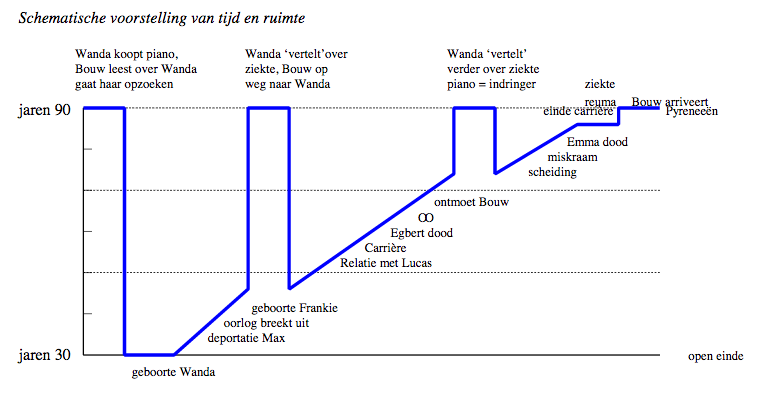 Schematische voorstelling van tijd en ruimte
Wanda koopt piano,
Bouw leest over Wanda
gaat haar opzoeken
Wanda ‘vertelt’over
ziekte, Bouw op
weg naar Wanda
Wanda ‘vertelt’
verder over ziekte
piano = indringer
ziekte
reuma
einde carrière
Bouw arriveert
Pyreneeën
jaren 90
Emma dood
miskraam
scheiding
ontmoet Bouw
∞
Egbert dood
Carrière
Relatie met Lucas
geboorte Frankie
oorlog breekt uit
deportatie Max
jaren 30
open einde
geboorte Wanda